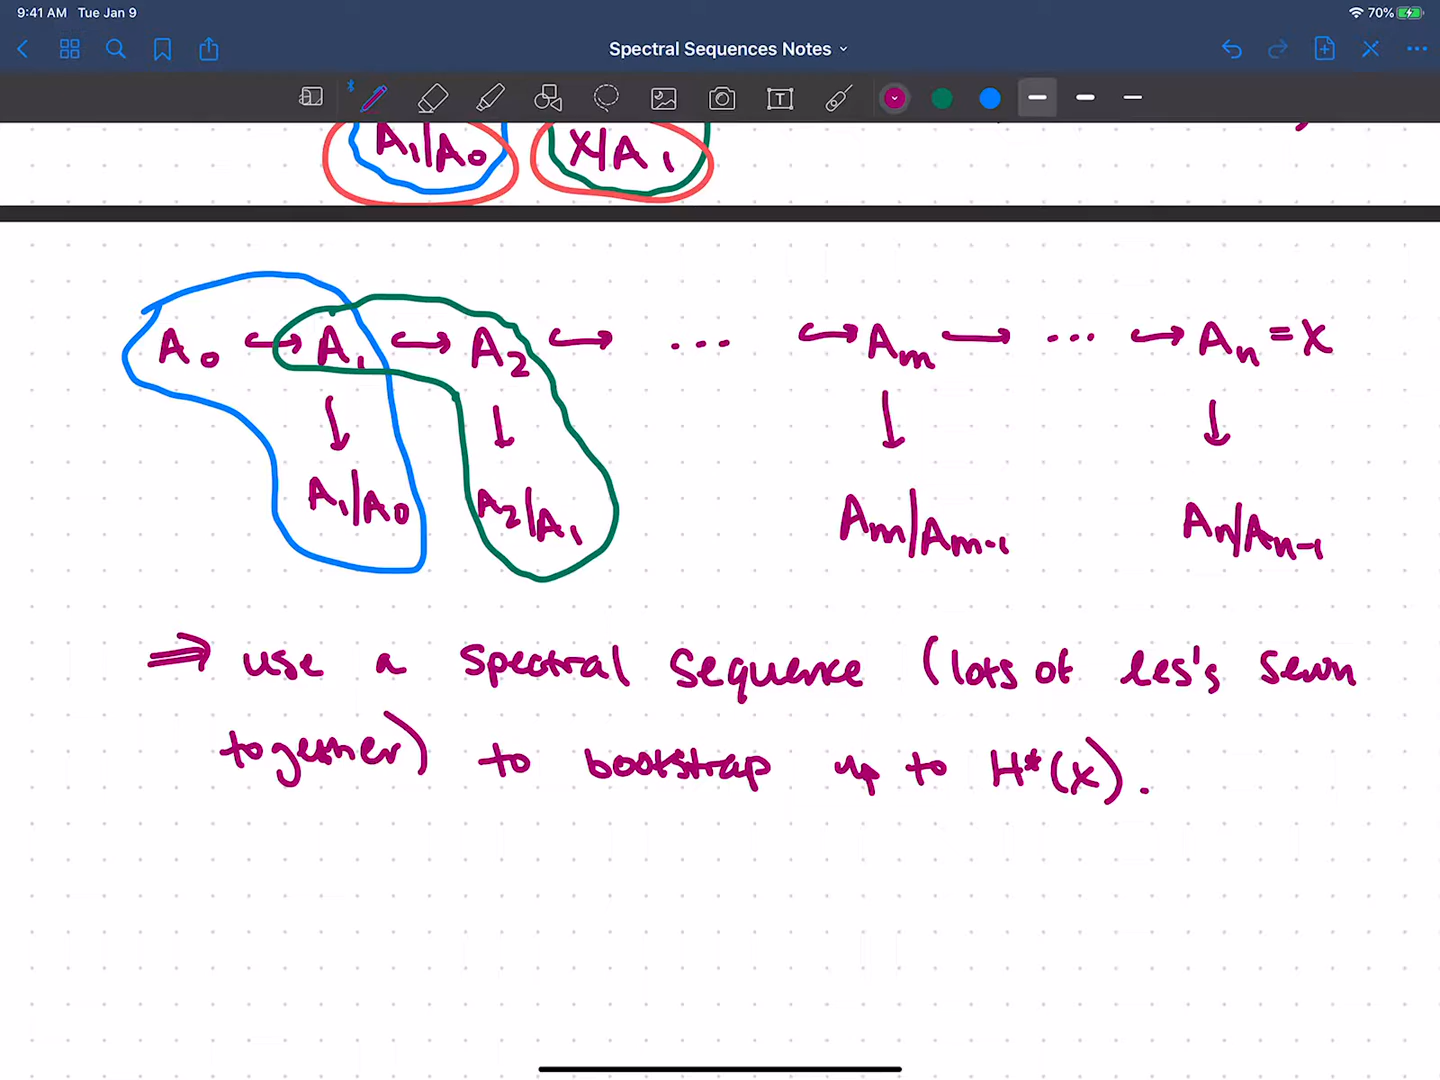 9:41 AM Tue Jan 9 70%
Spectral Sequences Notes
A₁/A₀ X/A₁
A₀ ↪ A₁ ↪ A₂ ↪ ... ↪ Aₘ → ... ↪ Aₙ = X
↓ ↓ ↓ ↓
A₁/A₀ A₂/A₁ Aₘ/Aₘ₋₁ Aₙ/Aₙ₋₁
⇒ use a spectral sequence (lots of les's sewn
together) to bootstrap up to H*(X).